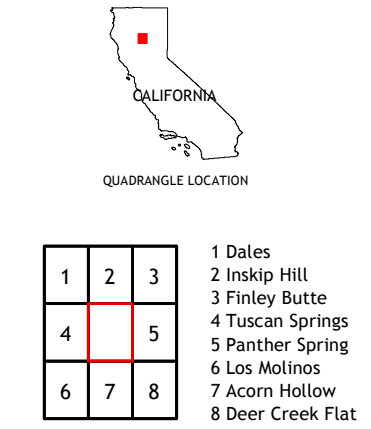 CALIFORNIA
QUADRANGLE LOCATION
1 2 3
4 5
6 7 8
1 Dales
2 Inskip Hill
3 Finley Butte
4 Tuscan Springs
5 Panther Spring
6 Los Molinos
7 Acorn Hollow
8 Deer Creek Flat